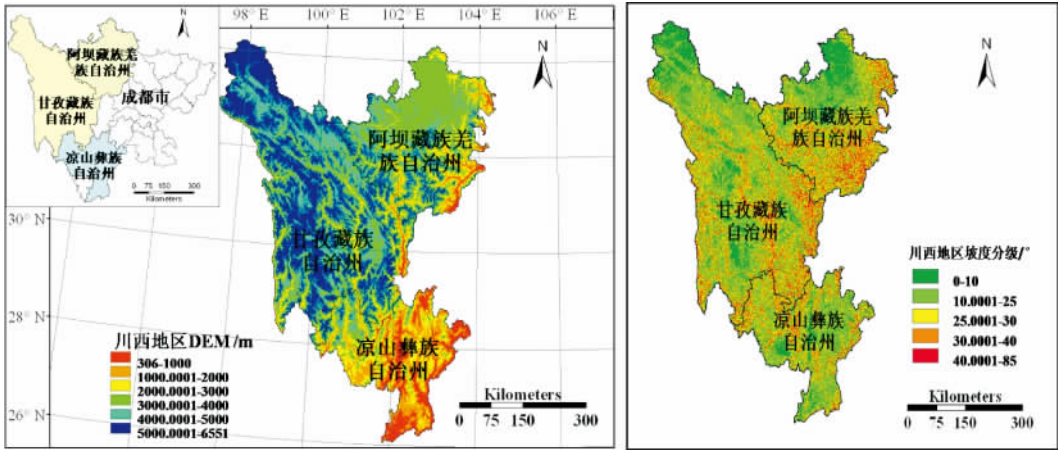 98° E
100° E
102° E
104° E
106° E
30° N
28° N
26° N
N
阿坝藏族羌
族自治州
成都市
甘孜藏族
自治州
凉山彝族
自治州
0 75 150 300
Kilometers
N
阿坝藏族羌
族自治州
甘孜藏族
自治州
凉山彝族
自治州
川西地区DEM /m
306-1000
1000.0001-2000
2000.0001-3000
3000.0001-4000
4000.0001-5000
5000.0001-6551
Kilometers
0 75 150 300
N
阿坝藏族羌
族自治州
甘孜藏族
自治州
凉山彝族
自治州
川西地区坡度分级/°
0-10
10.0001-25
25.0001-30
30.0001-40
40.0001-85
Kilometers
0 75 150 300